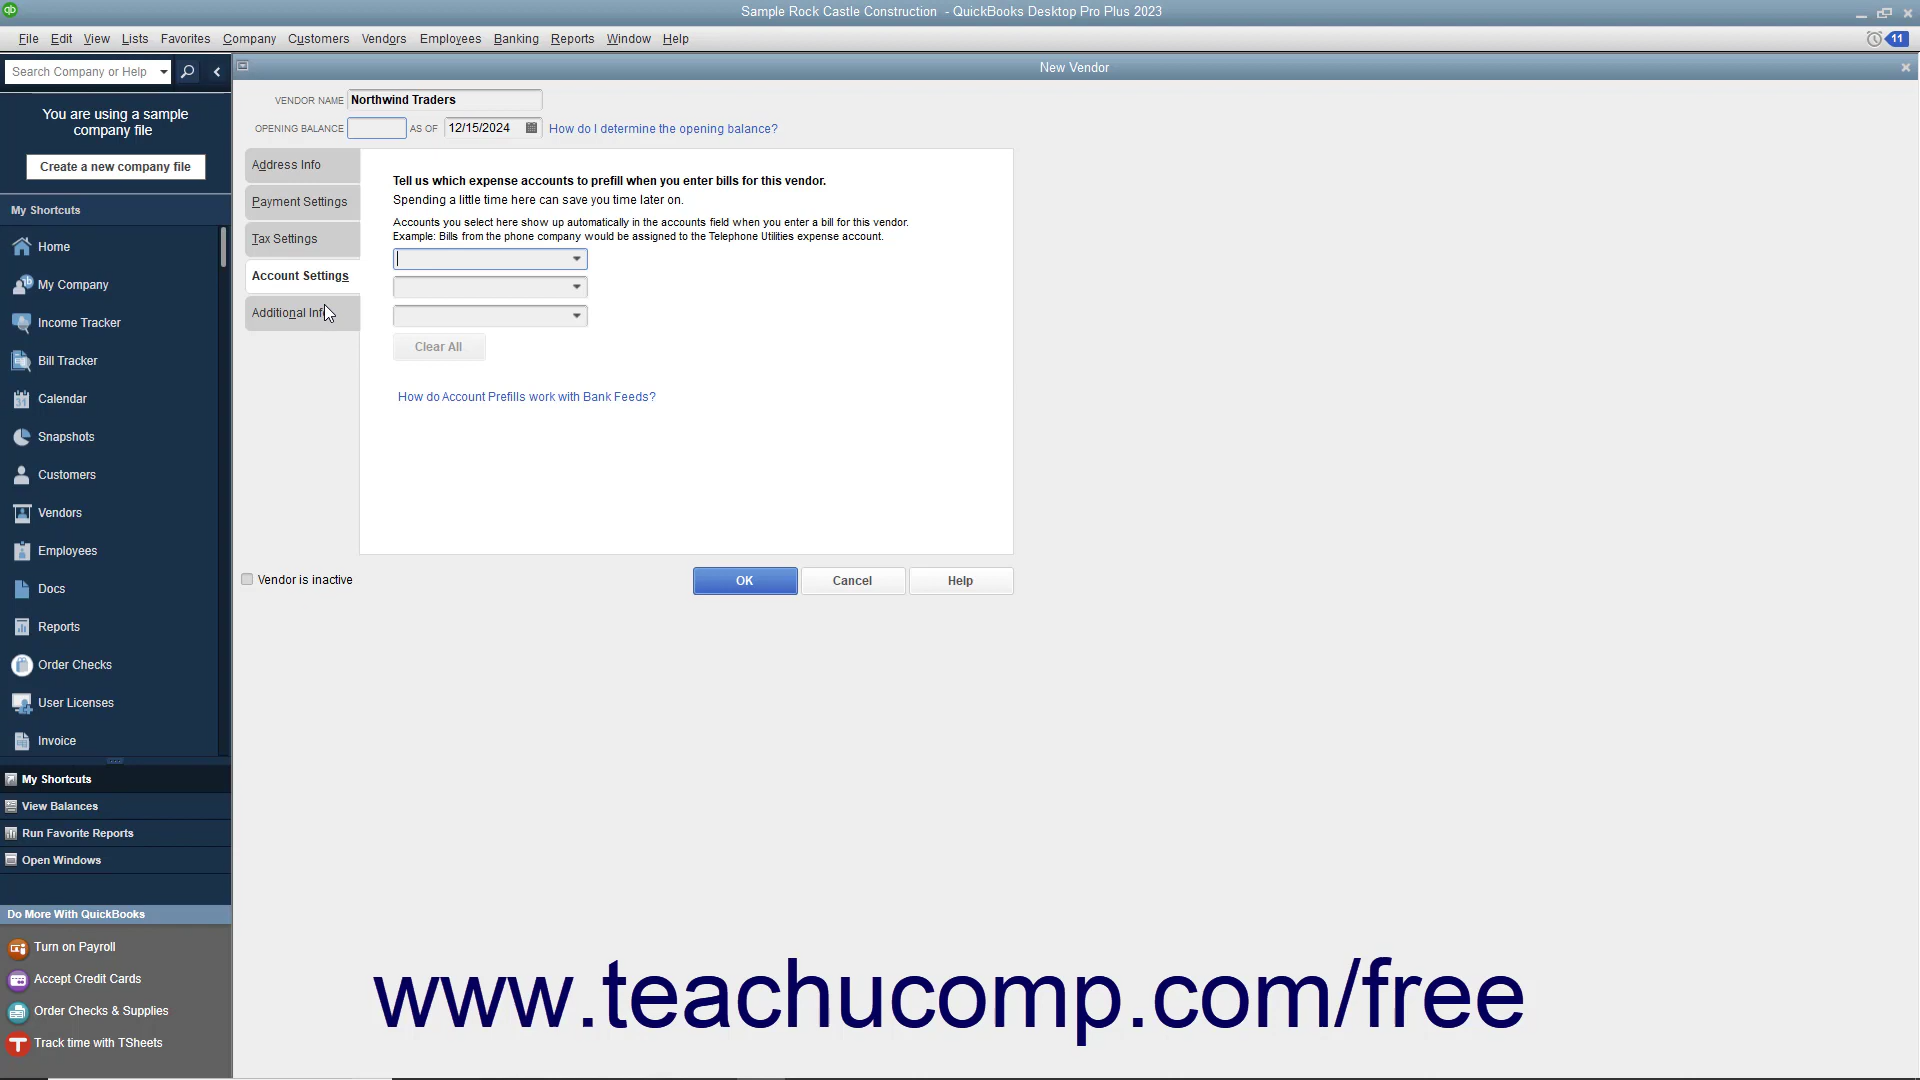 Sample Rock Castle Construction - QuickBooks Desktop Pro Plus 2023
File Edit View Lists Favorites Company Customers Vendors Employees Banking Reports Window Help
11
Search Company or Help
New Vendor
You are using a sample
company file
Create a new company file
My Shortcuts
Home
My Company
Income Tracker
Bill Tracker
Calendar
Snapshots
Customers
Vendors
Employees
Docs
Reports
Order Checks
User Licenses
Invoice
My Shortcuts
View Balances
Run Favorite Reports
Open Windows
Do More With QuickBooks
Turn on Payroll
Accept Credit Cards
Order Checks & Supplies
Track time with TSheets
VENDOR NAME Northwind Traders
OPENING BALANCE AS OF 12/15/2024 How do I determine the opening balance?
Address Info
Payment Settings
Tax Settings
Account Settings
Additional Info
Tell us which expense accounts to prefill when you enter bills for this vendor.
Spending a little time here can save you time later on.
Accounts you select here show up automatically in the accounts field when you enter a bill for this vendor.
Example: Bills from the phone company would be assigned to the Telephone Utilities expense account.
Clear All
How do Account Prefills work with Bank Feeds?
Vendor is inactive
OK Cancel Help
www.teachucomp.com/free